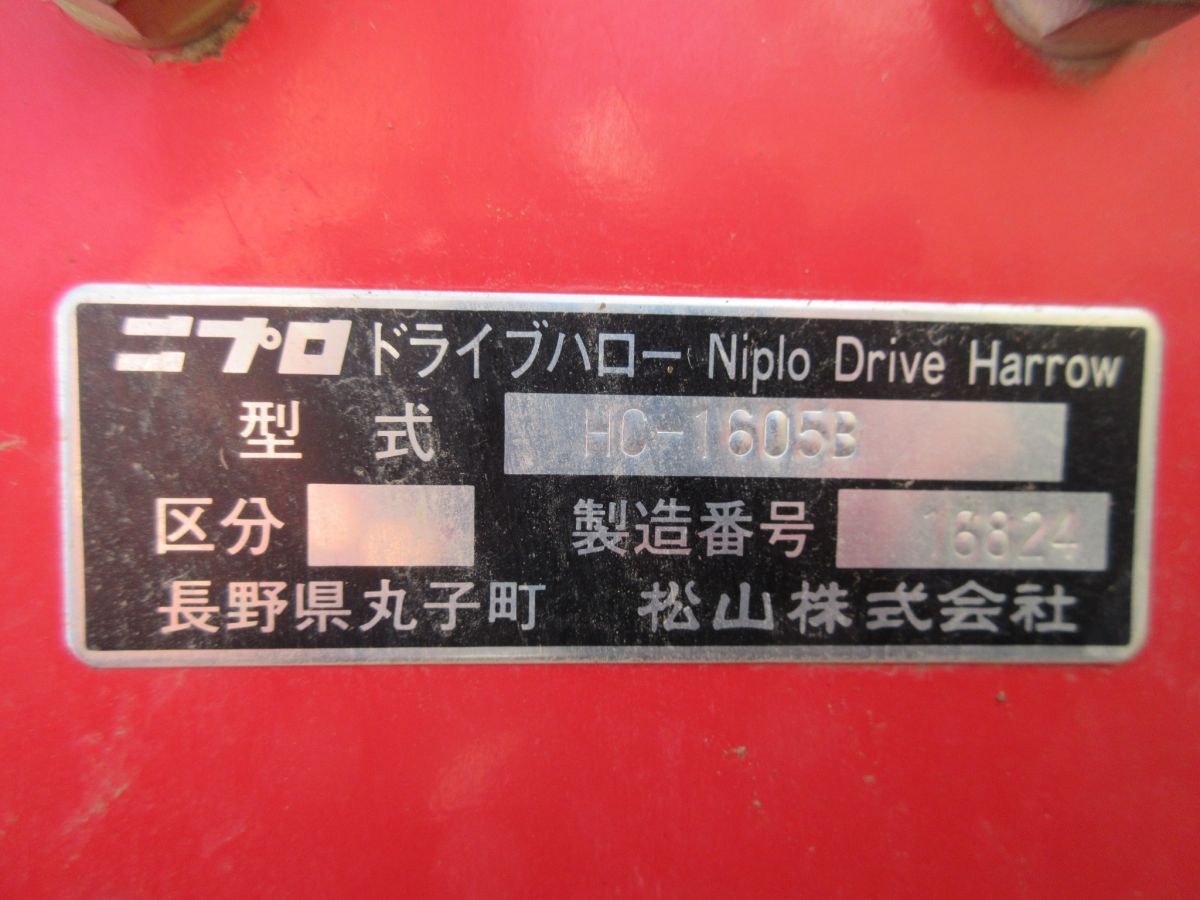 ニプロ ドライブハロー Niplo Drive Harrow
型式 HC-1605B
区分 製造番号 16824
長野県丸子町 松山株式会社